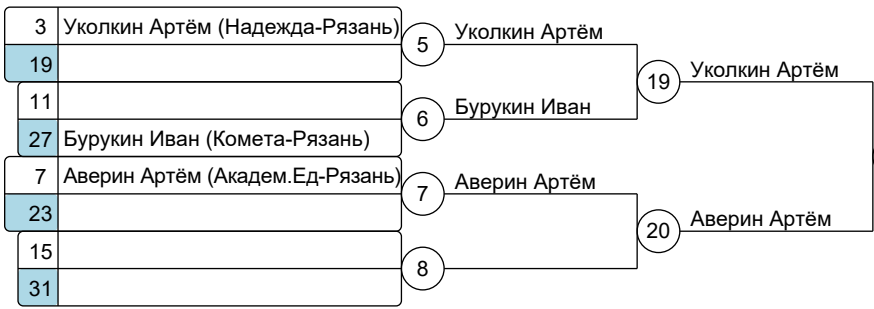 3 Уколкин Артём (Надежда-Рязань)
19
5 Уколкин Артём
11
27 Бурукин Иван (Комета-Рязань)
6 Бурукин Иван
19 Уколкин Артём
7 Аверин Артём (Академ.Ед-Рязань)
23
7 Аверин Артём
15
31
8
20 Аверин Артём